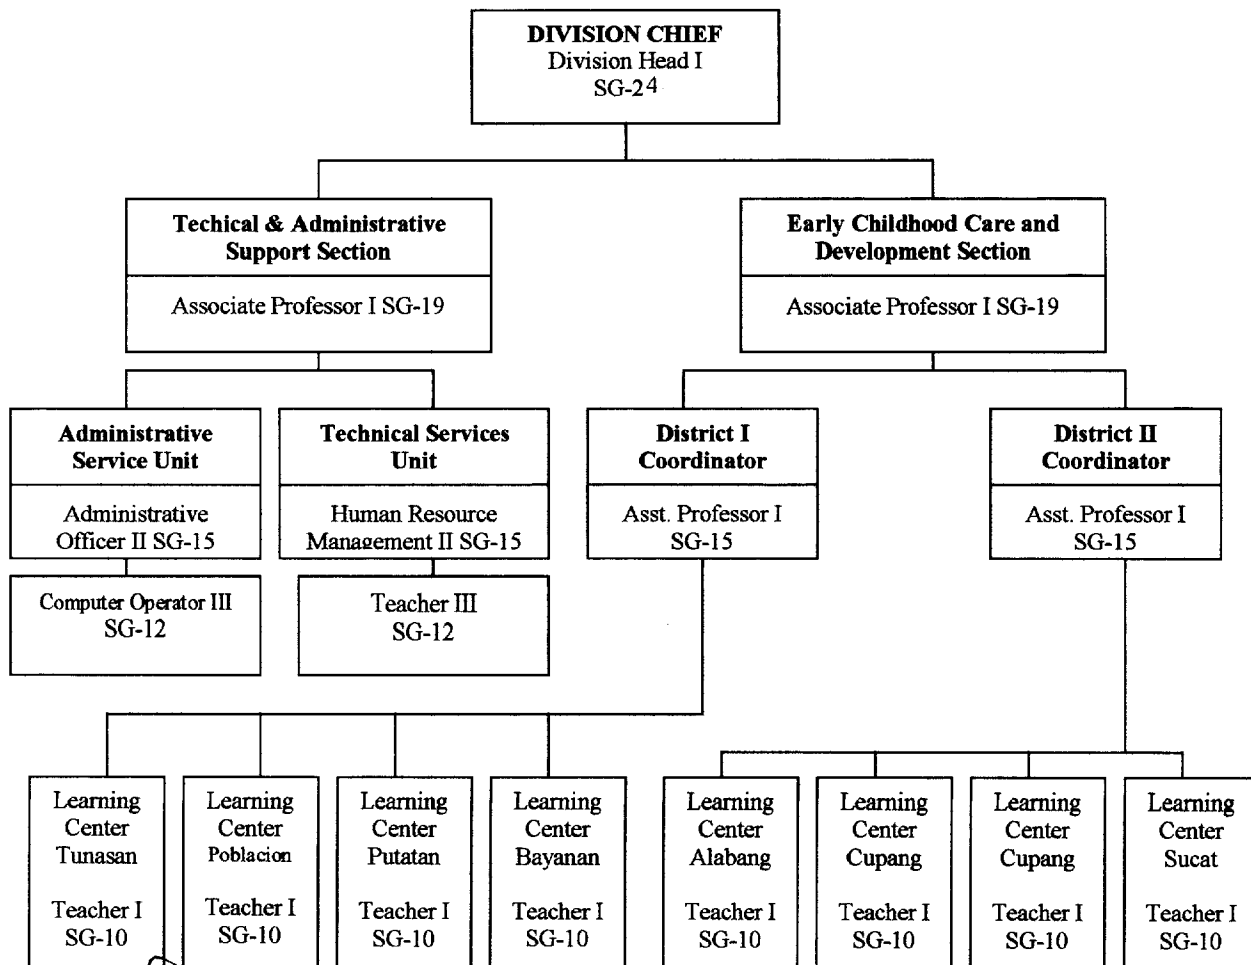 DIVISION CHIEF
Division Head I
SG-24
Techical & Administrative
Support Section
Associate Professor I SG-19
Early Childhood Care and
Development Section
Associate Professor I SG-19
Administrative
Service Unit
Administrative
Officer II SG-15
Technical Services
Unit
Human Resource
Management II SG-15
District I
Coordinator
Asst. Professor I
SG-15
District II
Coordinator
Asst. Professor I
SG-15
Computer Operator III
SG-12
Teacher III
SG-12
Learning
Center
Tunasan
Teacher I
SG-10
Learning
Center
Poblacion
Teacher I
SG-10
Learning
Center
Putatan
Teacher I
SG-10
Learning
Center
Bayanan
Teacher I
SG-10
Learning
Center
Alabang
Teacher I
SG-10
Learning
Center
Cupang
Teacher I
SG-10
Learning
Center
Cupang
Teacher I
SG-10
Learning
Center
Sucat
Teacher I
SG-10